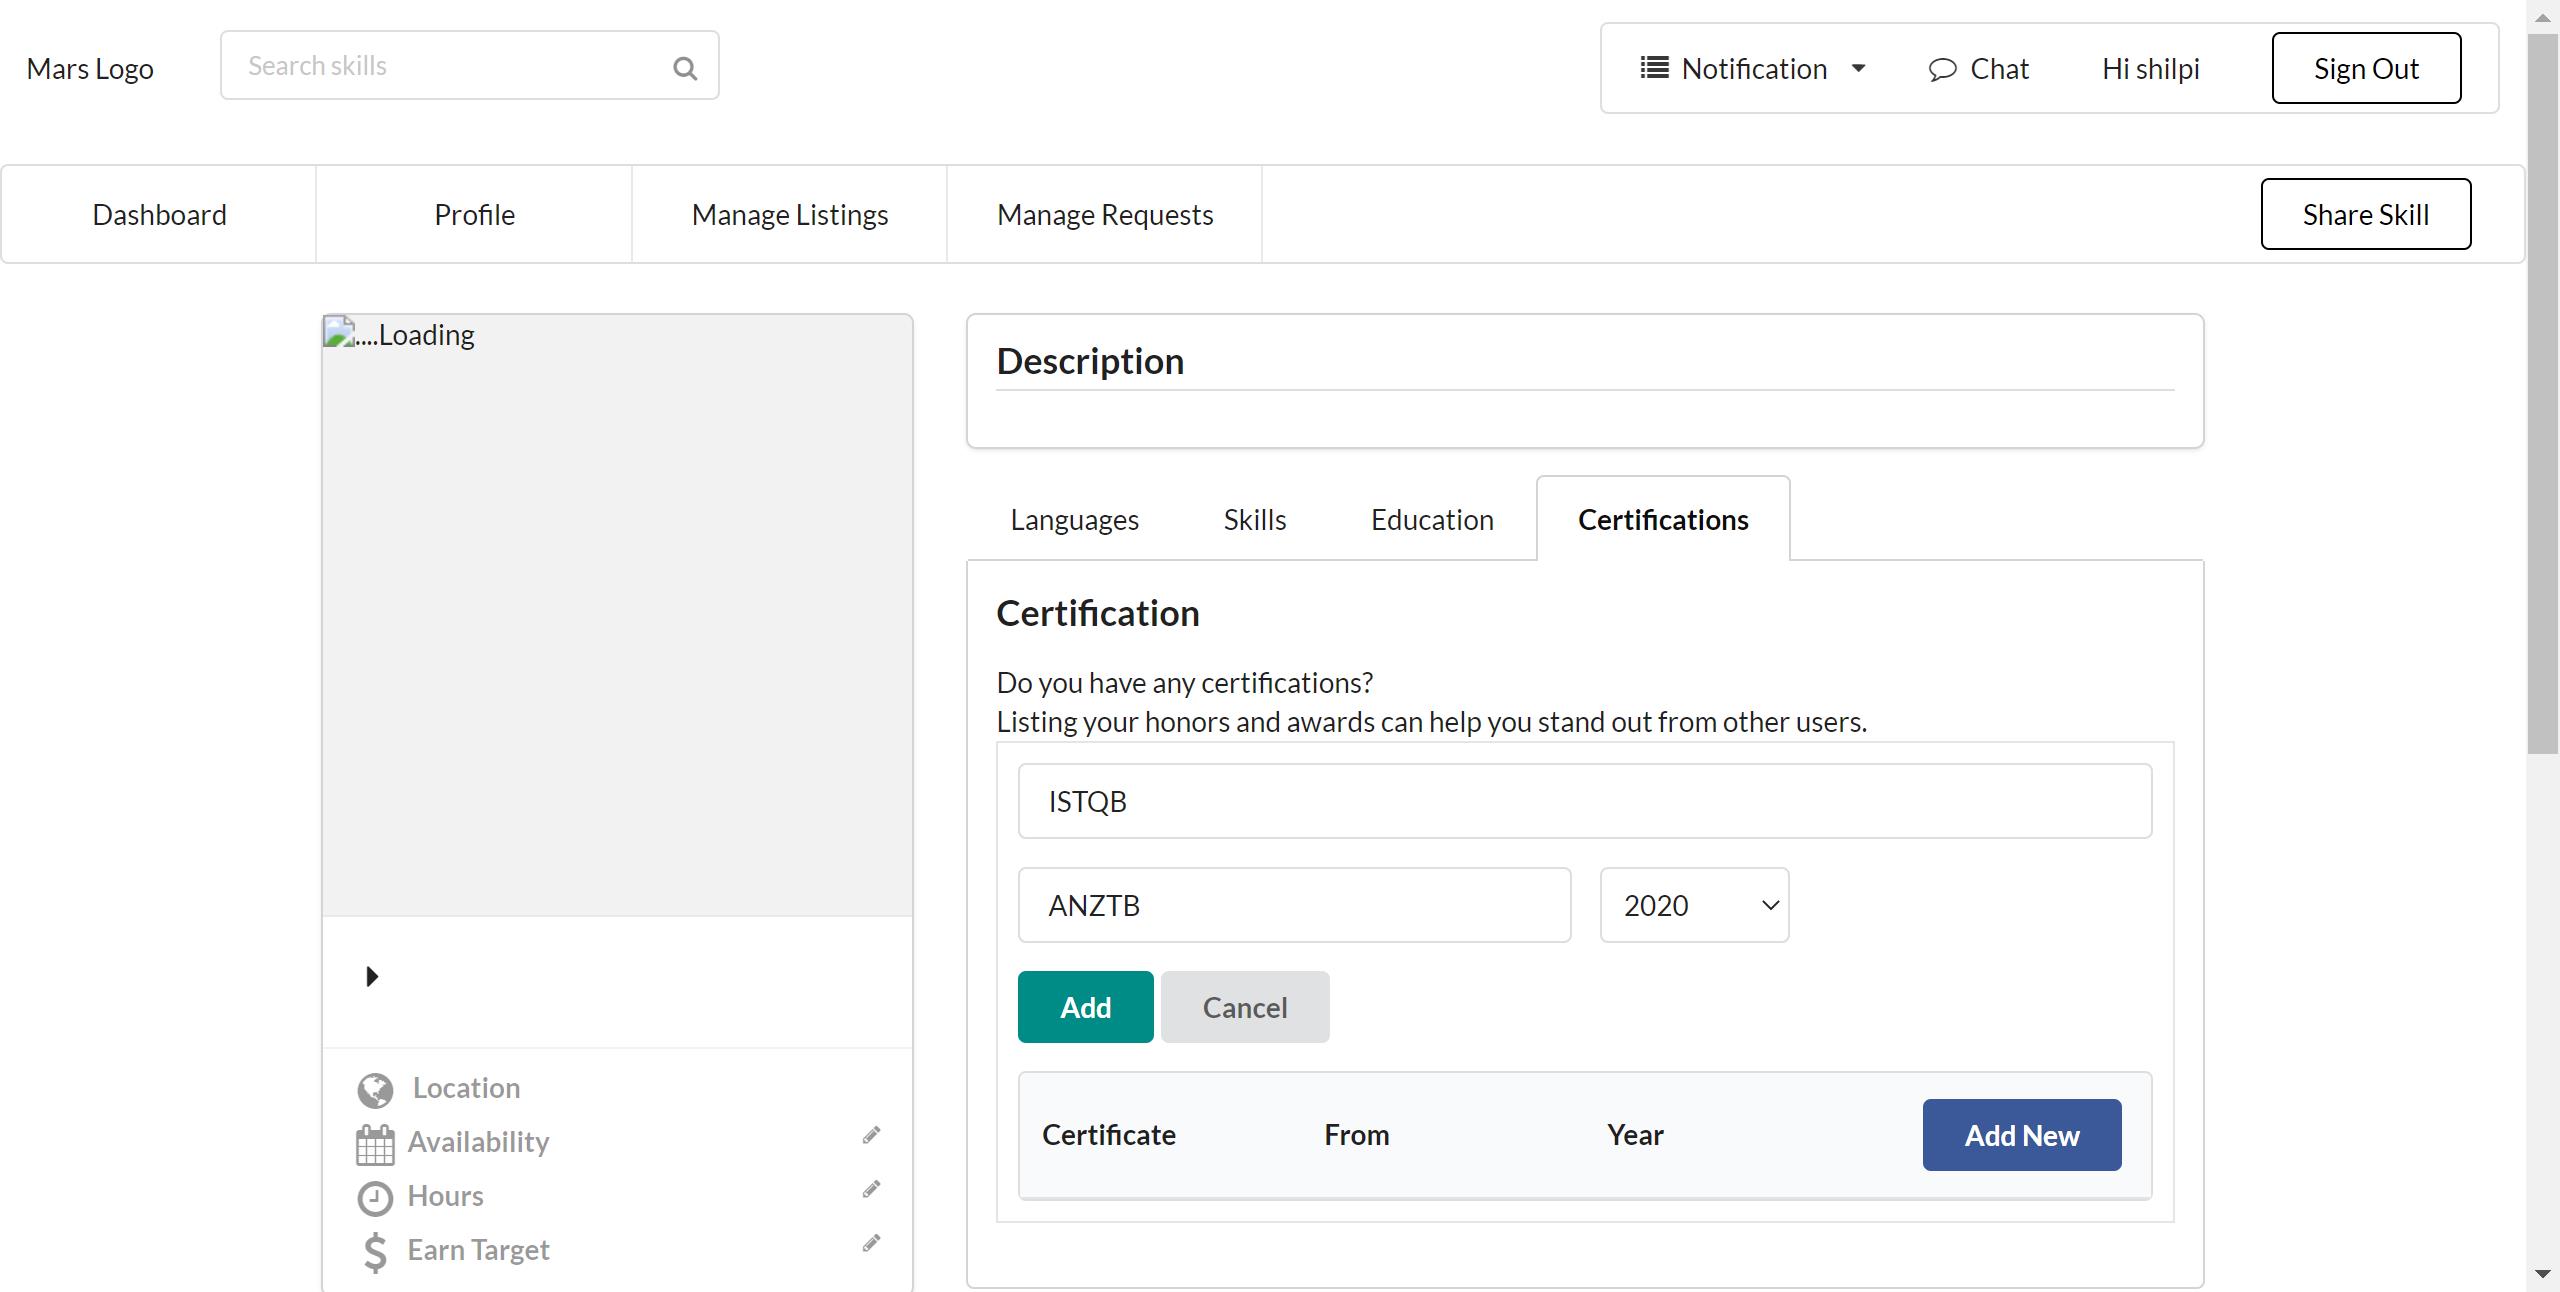 Mars Logo
Search skills
Notification
Chat
Hi shilpi
Sign Out
Dashboard
Profile
Manage Listings
Manage Requests
Share Skill
....Loading
Location
Availability
Hours
Earn Target
Description
Languages
Skills
Education
Certifications
Certification
Do you have any certifications?
Listing your honors and awards can help you stand out from other users.
ISTQB
ANZTB
2020
Add
Cancel
Certificate
From
Year
Add New